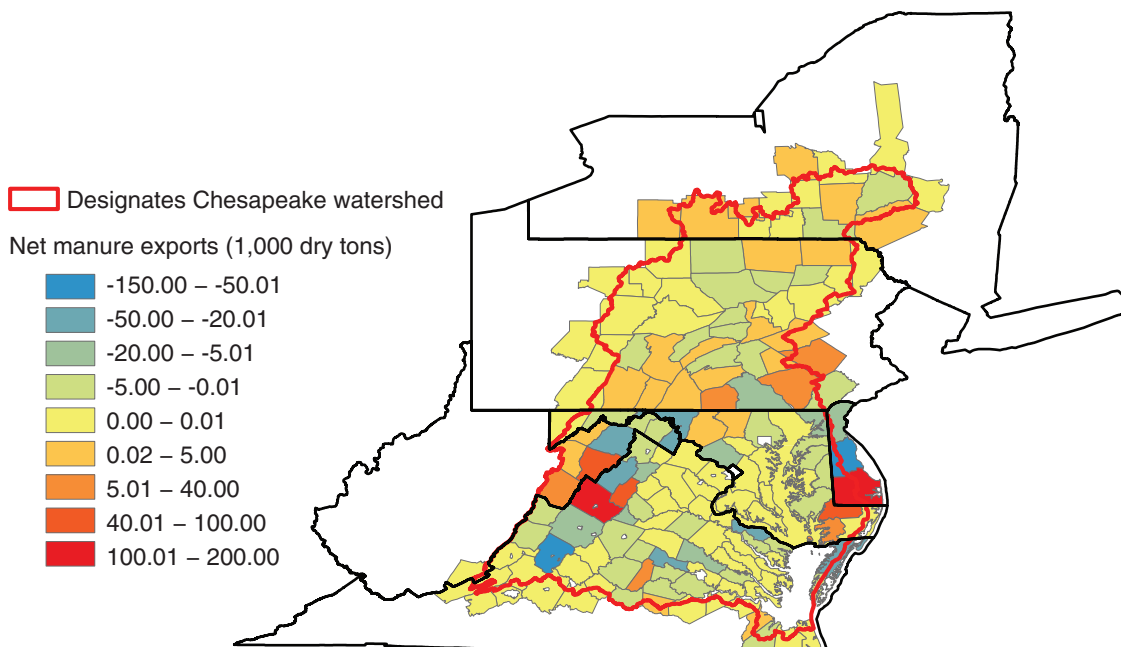 Designates Chesapeake watershed
Net manure exports (1,000 dry tons)
-150.00 – -50.01
-50.00 – -20.01
-20.00 – -5.01
-5.00 – -0.01
0.00 – 0.01
0.02 – 5.00
5.01 – 40.00
40.01 – 100.00
100.01 – 200.00